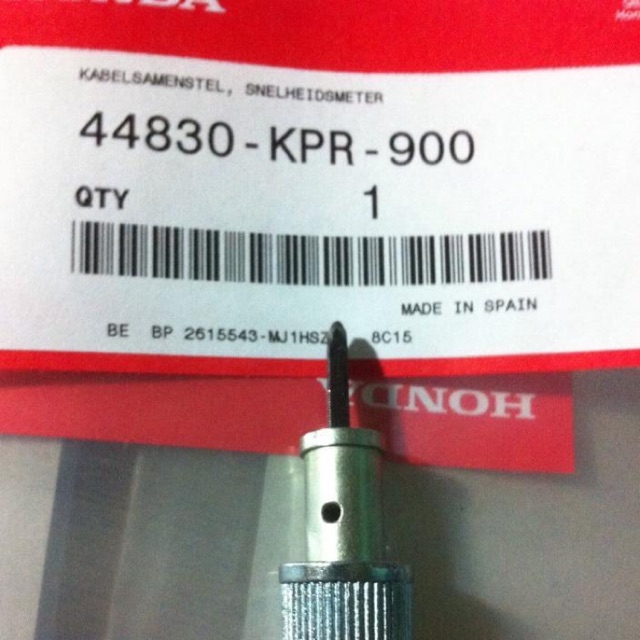 HONDA
KABELSAMENSTEL, SNELHEIDSMETER
44830-KPR-900
QTY 1
MADE IN SPAIN
BE BP 2615543-MJ1HSZ 8C15
HONDA